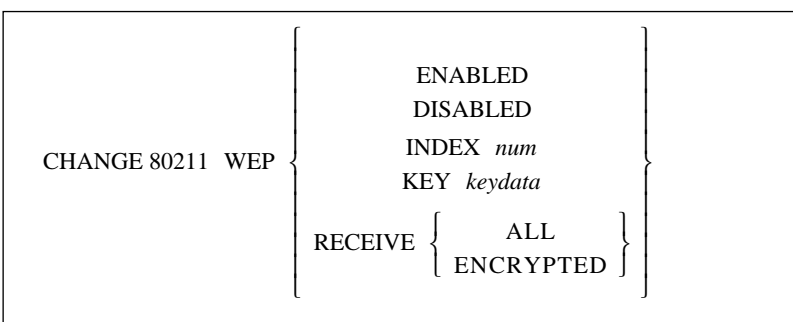 ENABLED
DISABLED
INDEX num
CHANGE 80211 WEP
KEY keydata
ALL
RECEIVE
ENCRYPTED